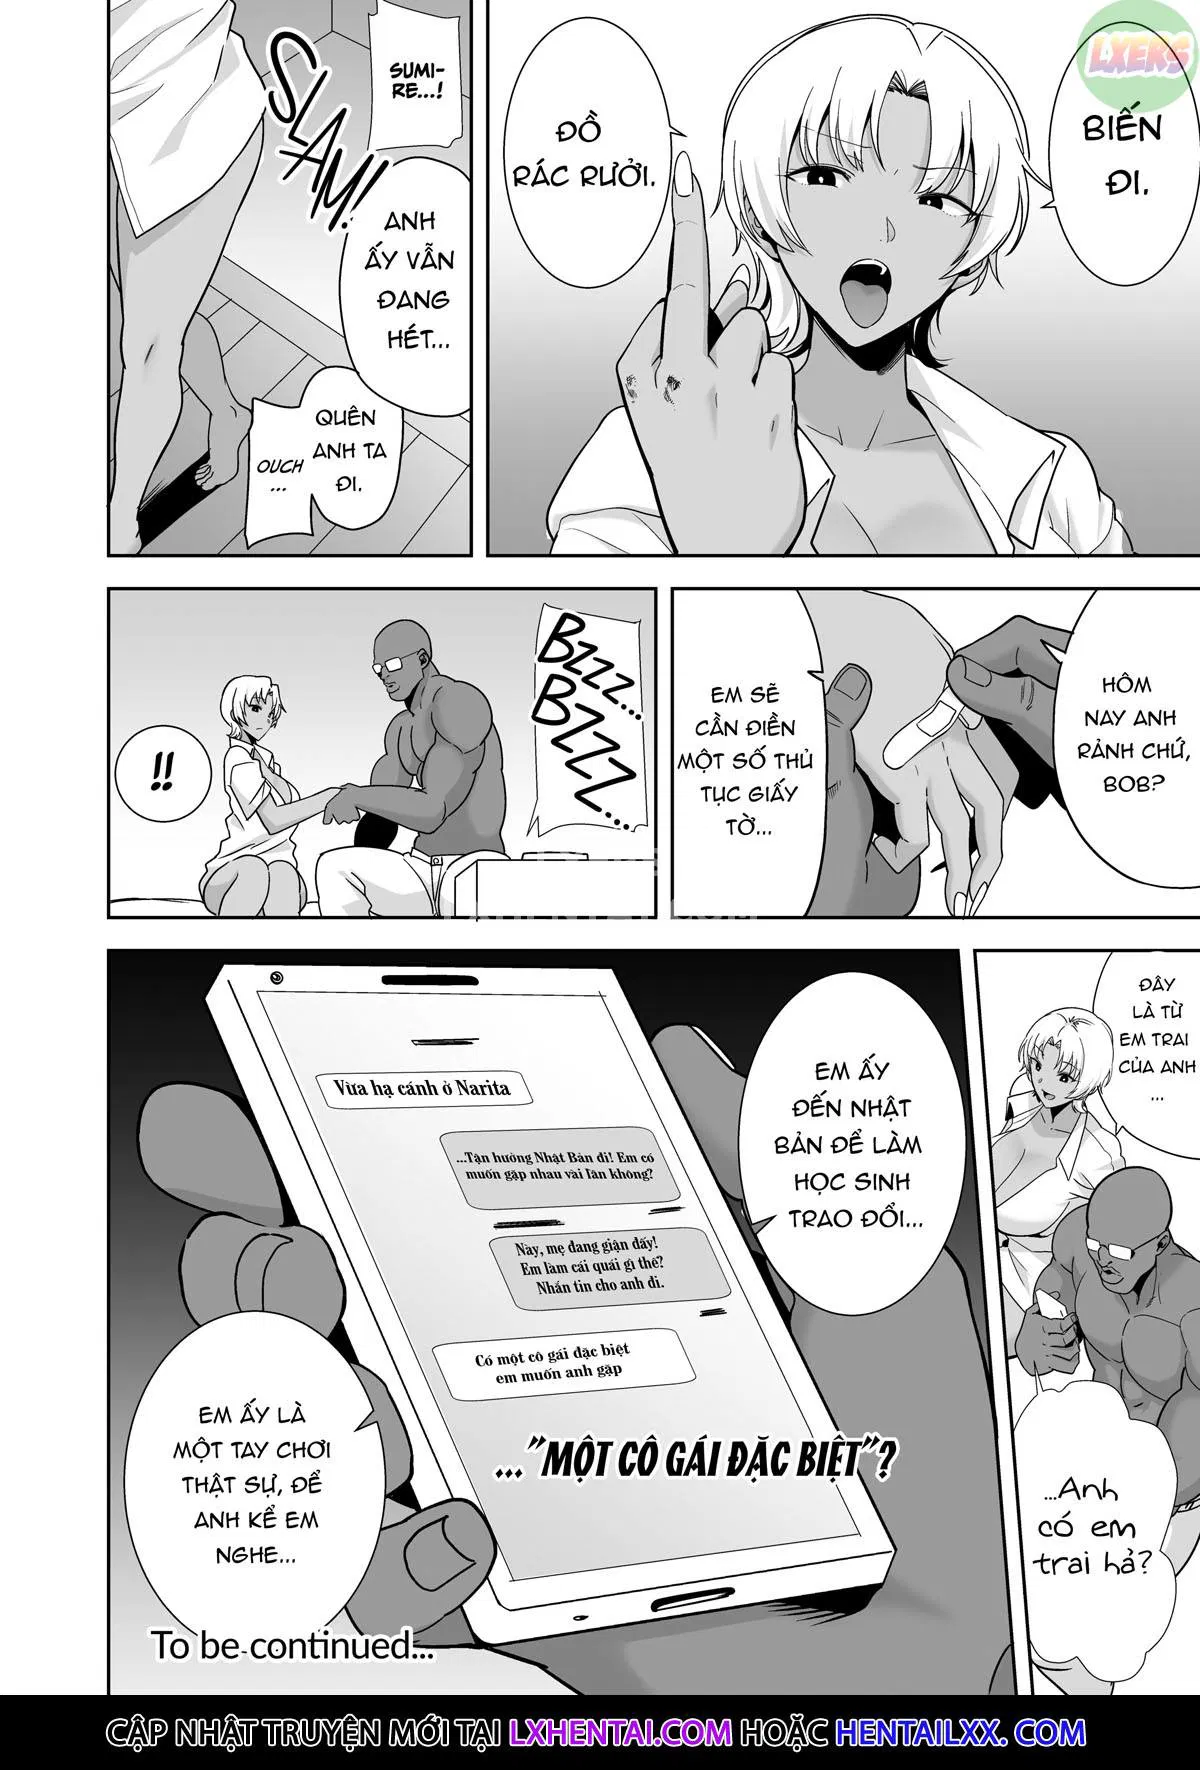 LXERS
BIẾN
ĐI.
ĐỒ
RÁC RƯỞI.
SUMI-
RE...!
SLAM!
ANH
ẤY VẪN
ĐANG
HÉT...
QUÊN
ANH TA
ĐI.
OUCH
...
HÔM
NAY ANH
RẢNH CHỨ,
BOB?
EM SẼ
CẦN ĐIỀN
MỘT SỐ THỦ
TỤC GIẤY
TỜ...
BZZZ...
BZZZ...
!!
ĐÂY
LÀ TỪ
EM TRAI
CỦA ANH
...
...Anh
có em
trai hả?
EM ẤY
ĐẾN NHẬT
BẢN ĐỂ LÀM
HỌC SINH
TRAO ĐỔI...
Vừa hạ cánh ở Narita
...Tận hưởng Nhật Bản đi! Em có
muốn gặp nhau vài lần không?
Này, mẹ đang giận đấy!
Em làm cái quái gì thế?
Nhắn tin cho anh đi.
Có một cô gái đặc biệt
em muốn anh gặp
..."MỘT CÔ GÁI ĐẶC BIỆT"?
EM ẤY LÀ
MỘT TAY CHƠI
THẬT SỰ, ĐỂ
ANH KỂ EM
NGHE...
To be continued...
CẬP NHẬT TRUYỆN MỚI TẠI LXHENTAI.COM HOẶC HENTAILXX. COM